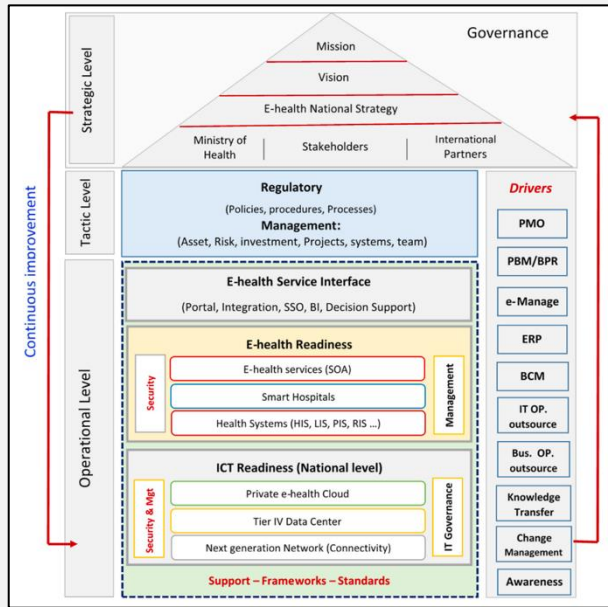 Governance
Mission
Vision
E-health National Strategy
Ministry of
Health
Stakeholders
International
Partners
Strategic Level
Continuous improvement
Tactic Level
Regulatory
(Policies, procedures, Processes)
Management:
(Asset, Risk, investment, Projects, systems, team)
Operational Level
E-health Service Interface
(Portal, Integration, SSO, BI, Decision Support)
E-health Readiness
Security
E-health services (SOA)
Smart Hospitals
Health Systems (HIS, LIS, PIS, RIS ...)
Management
ICT Readiness (National level)
Security & Mgt
Private e-health Cloud
Tier IV Data Center
Next generation Network (Connectivity)
IT Governance
Support – Frameworks – Standards
Drivers
PMO
PBM/BPR
e-Manage
ERP
BCM
IT OP.
outsource
Bus. OP.
outsource
Knowledge
Transfer
Change
Management
Awareness